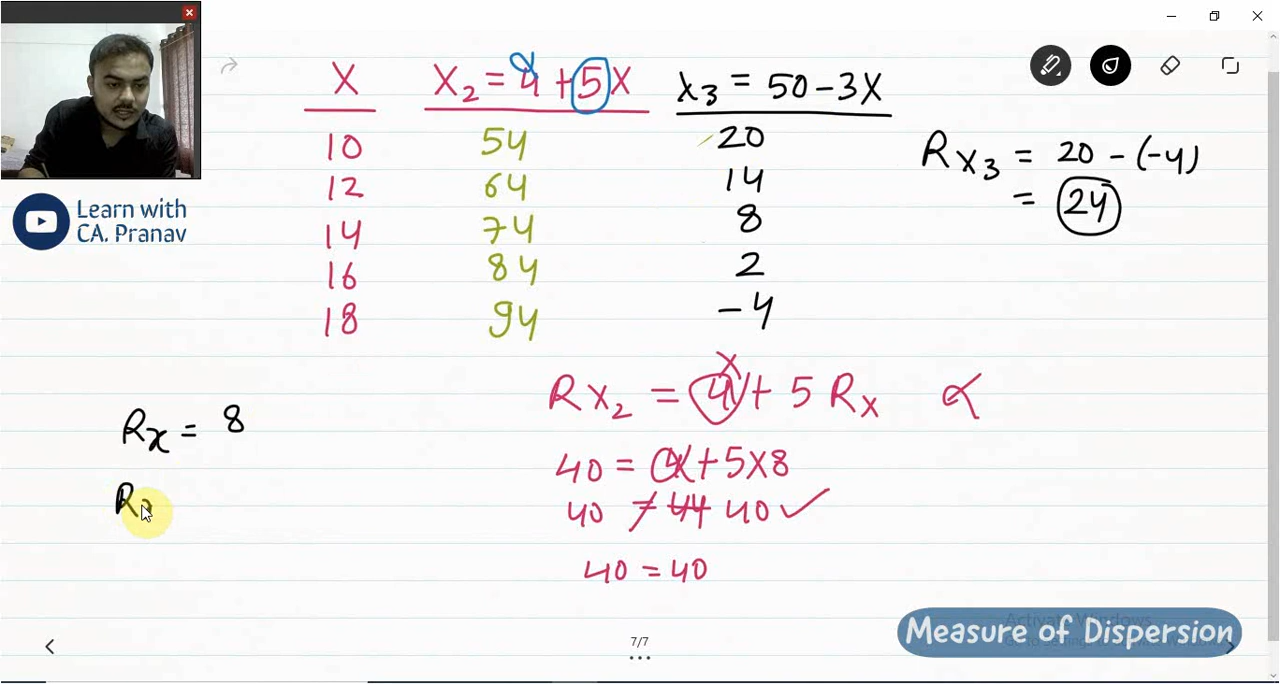 X
X₂ = 4 + 5X
x₃ = 50 - 3X
10 54 20
12 64 14
14 74 8
16 84 2
18 94 -4
R x₃ = 20 - (-4)
= 24
Learn with
CA. Pranav
R x₂ = 4 + 5 Rx
40 = 4 + 5X8
40 ≠ 44 40 ✓
40 = 40
Rx = 8
R
7/7
Measure of Dispersion